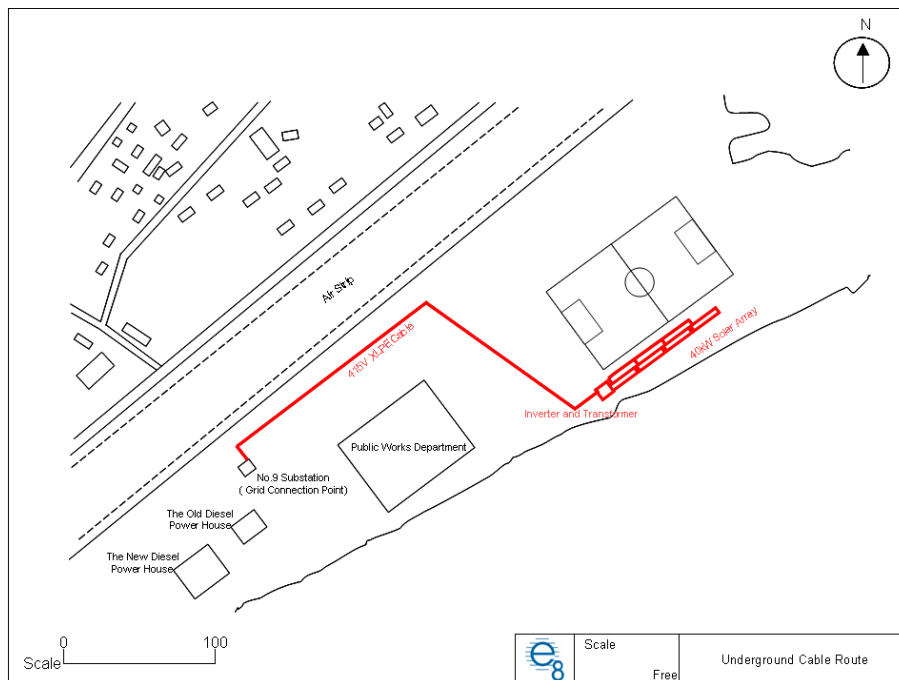 N
Air Strip
415V XLPE Cable
40kW Solar Array
Inverter and Transformer
Public Works Department
No.9 Substation
( Grid Connection Point)
The Old Diesel
Power House
The New Diesel
Power House
0 100
Scale
e8
Scale
Free
Underground Cable Route